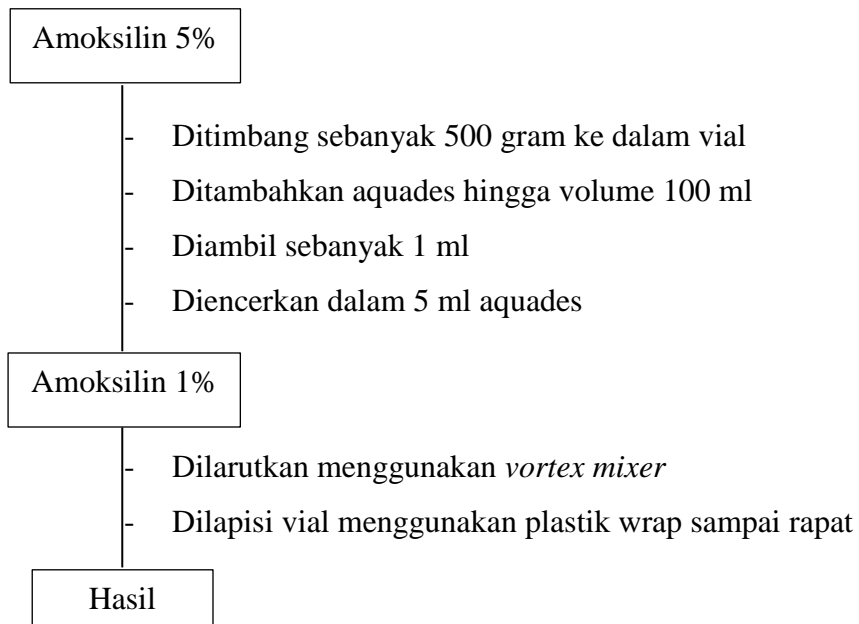 Amoksilin 5%
- Ditimbang sebanyak 500 gram ke dalam vial
- Ditambahkan aquades hingga volume 100 ml
- Diambil sebanyak 1 ml
- Diencerkan dalam 5 ml aquades
Amoksilin 1%
- Dilarutkan menggunakan vortex mixer
- Dilapisi vial menggunakan plastik wrap sampai rapat
Hasil